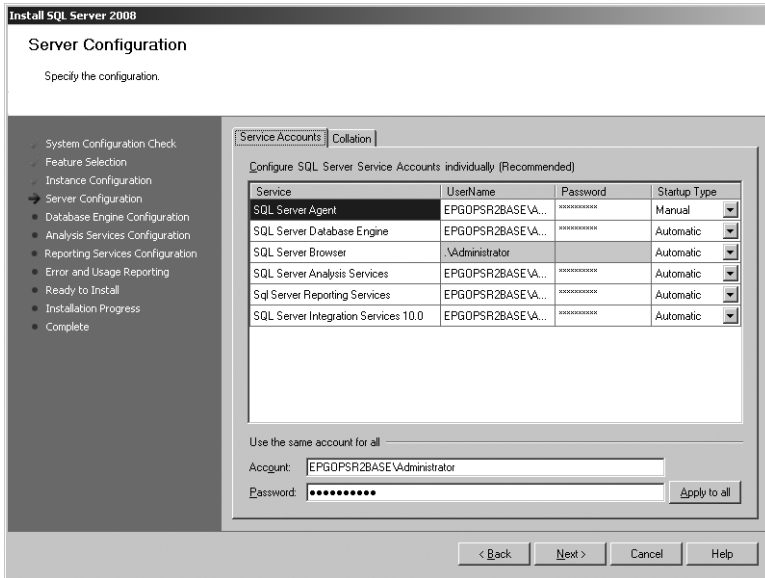 Install SQL Server 2008
Server Configuration
Specify the configuration.
System Configuration Check
Feature Selection
Instance Configuration
Server Configuration
Database Engine Configuration
Analysis Services Configuration
Reporting Services Configuration
Error and Usage Reporting
Ready to Install
Installation Progress
Complete
Service Accounts Collation
Configure SQL Server Service Accounts individually (Recommended)
Service UserName Password Startup Type
SQL Server Agent EPGOPSR2BASE\A... ********** Manual
SQL Server Database Engine EPGOPSR2BASE\A... ********** Automatic
SQL Server Browser .\Administrator Automatic
SQL Server Analysis Services EPGOPSR2BASE\A... ********** Automatic
Sql Server Reporting Services EPGOPSR2BASE\A... ********** Automatic
SQL Server Integration Services 10.0 EPGOPSR2BASE\A... ********** Automatic
Use the same account for all
Account: EPGOPSR2BASE\Administrator
Password: ●●●●●●●●●● Apply to all
< Back Next > Cancel Help